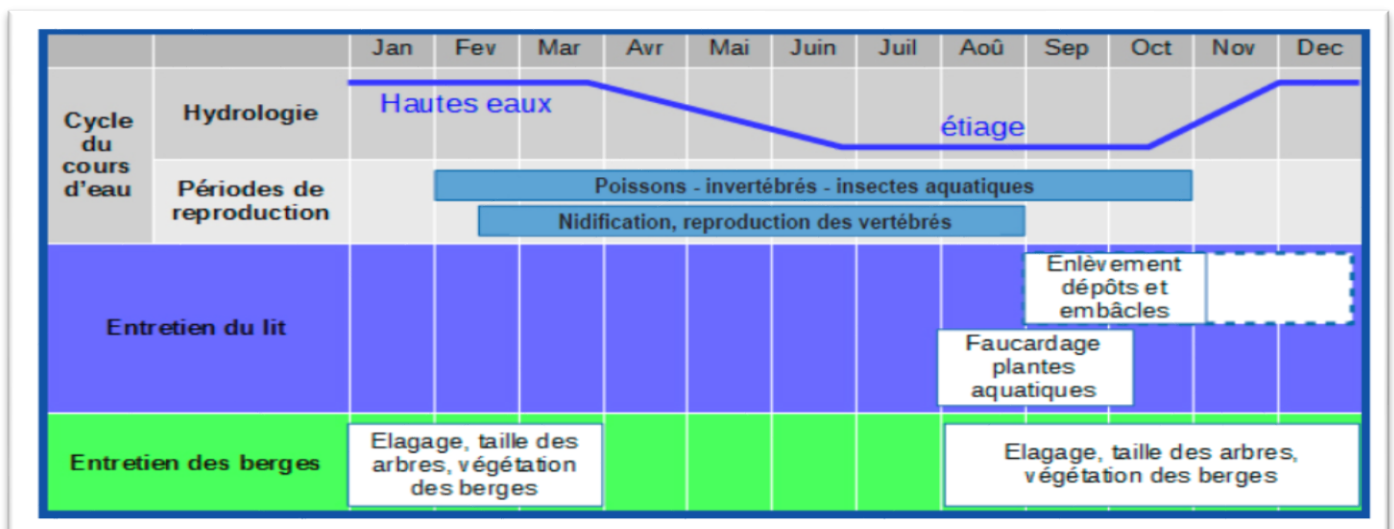 Jan Fev Mar Avr Mai Juin Juil Aoû Sep Oct Nov Dec
Cycle
du
cours
d'eau
Hydrologie
Hautes eaux
étiage
Périodes de
reproduction
Poissons - invertébrés - insectes aquatiques
Nidification, reproduction des vertébrés
Entretien du lit
Enlèvement
dépôts et
embâcles
Faucardage
plantes
aquatiques
Entretien des berges
Elagage, taille des
arbres, végétation
des berges
Elagage, taille des arbres,
végétation des berges